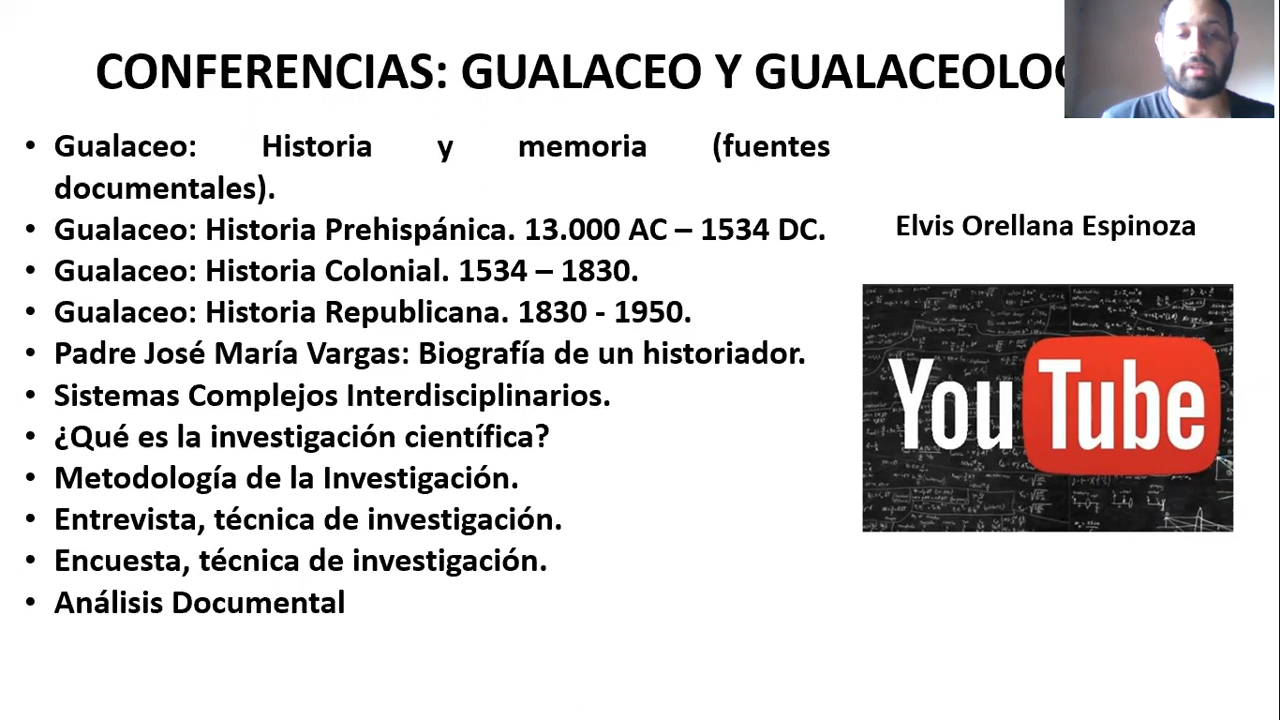 CONFERENCIAS: GUALACEO Y GUALACEOLOG
• Gualaceo: Historia y memoria (fuentes
documentales).
• Gualaceo: Historia Prehispánica. 13.000 AC – 1534 DC.
• Gualaceo: Historia Colonial. 1534 – 1830.
• Gualaceo: Historia Republicana. 1830 - 1950.
• Padre José María Vargas: Biografía de un historiador.
• Sistemas Complejos Interdisciplinarios.
• ¿Qué es la investigación científica?
• Metodología de la Investigación.
• Entrevista, técnica de investigación.
• Encuesta, técnica de investigación.
• Análisis Documental
Elvis Orellana Espinoza
YouTube